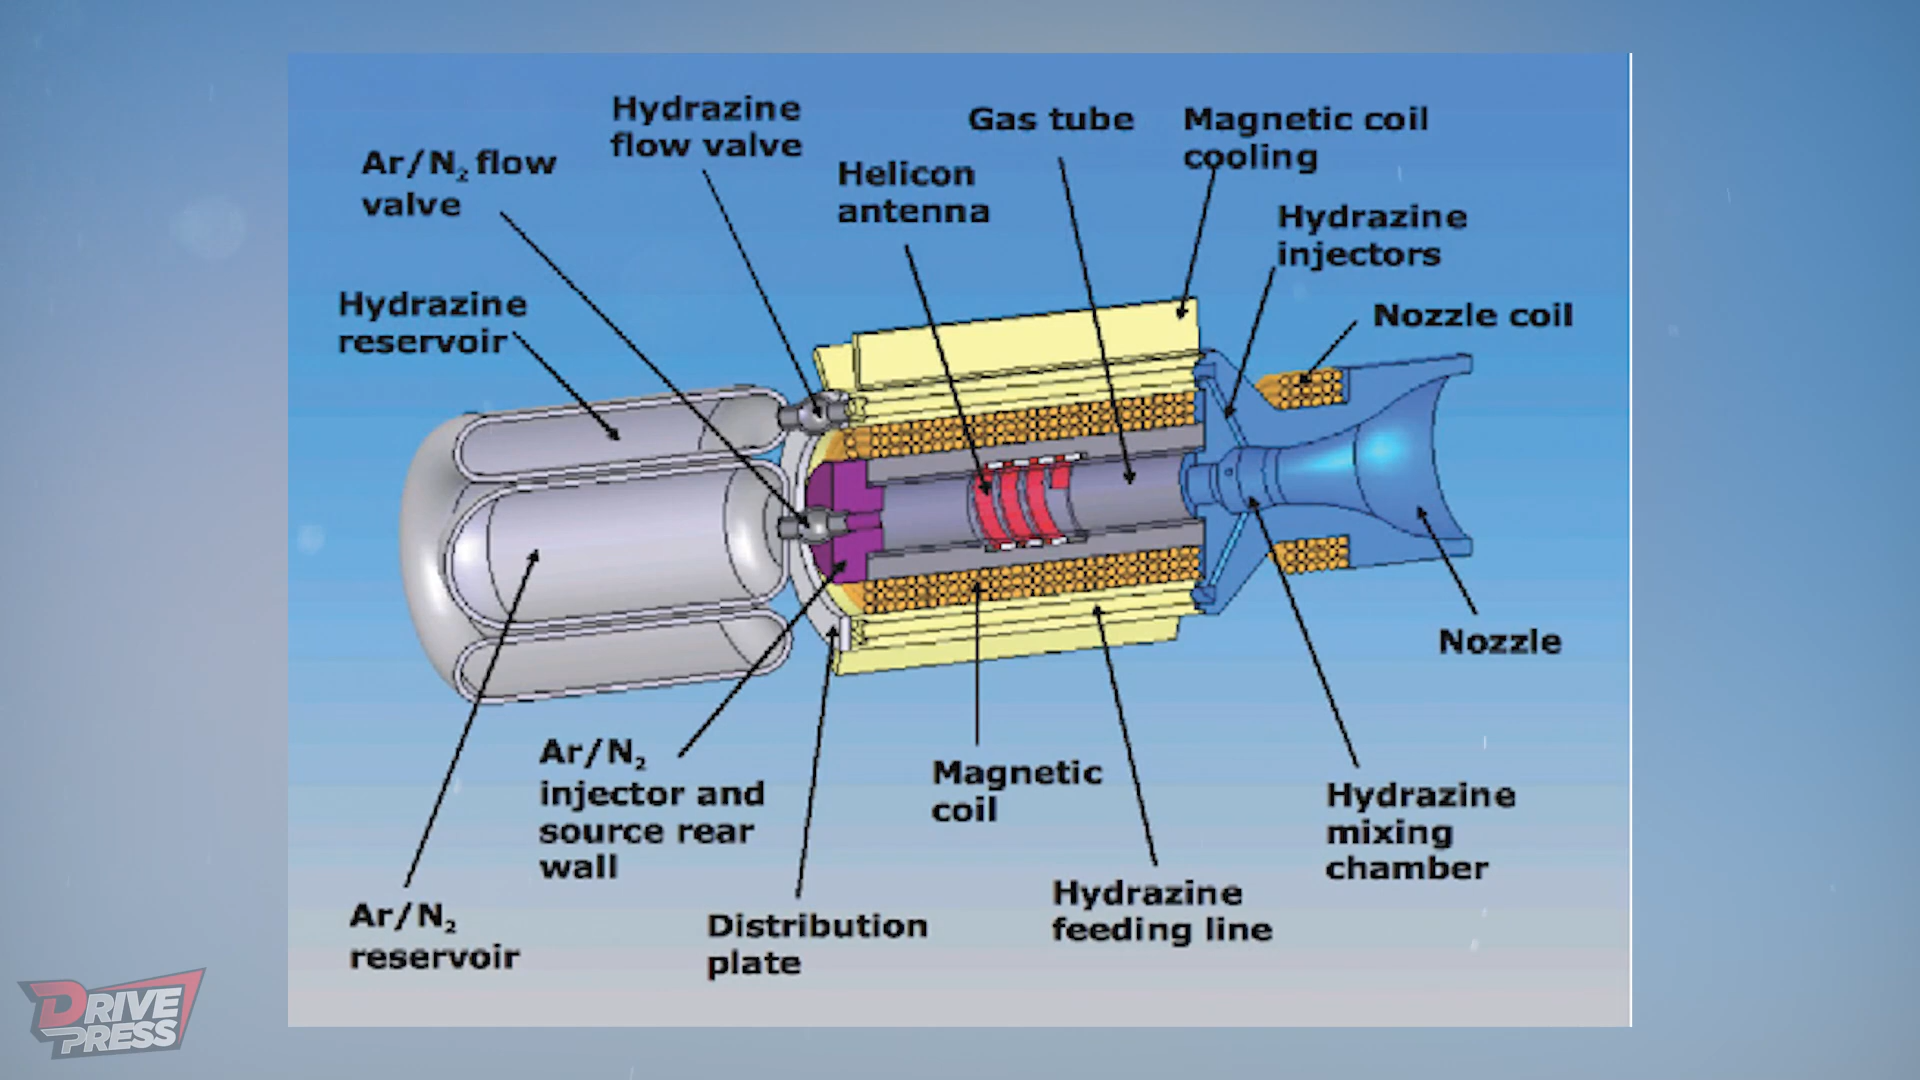 Hydrazine
flow valve
Gas tube
Magnetic coil
cooling
Ar/N₂ flow
valve
Helicon
antenna
Hydrazine
injectors
Hydrazine
reservoir
Nozzle coil
Nozzle
Ar/N₂
injector and
source rear
wall
Magnetic
coil
Hydrazine
mixing
chamber
Ar/N₂
reservoir
Distribution
plate
Hydrazine
feeding line
DRIVE
PRESS